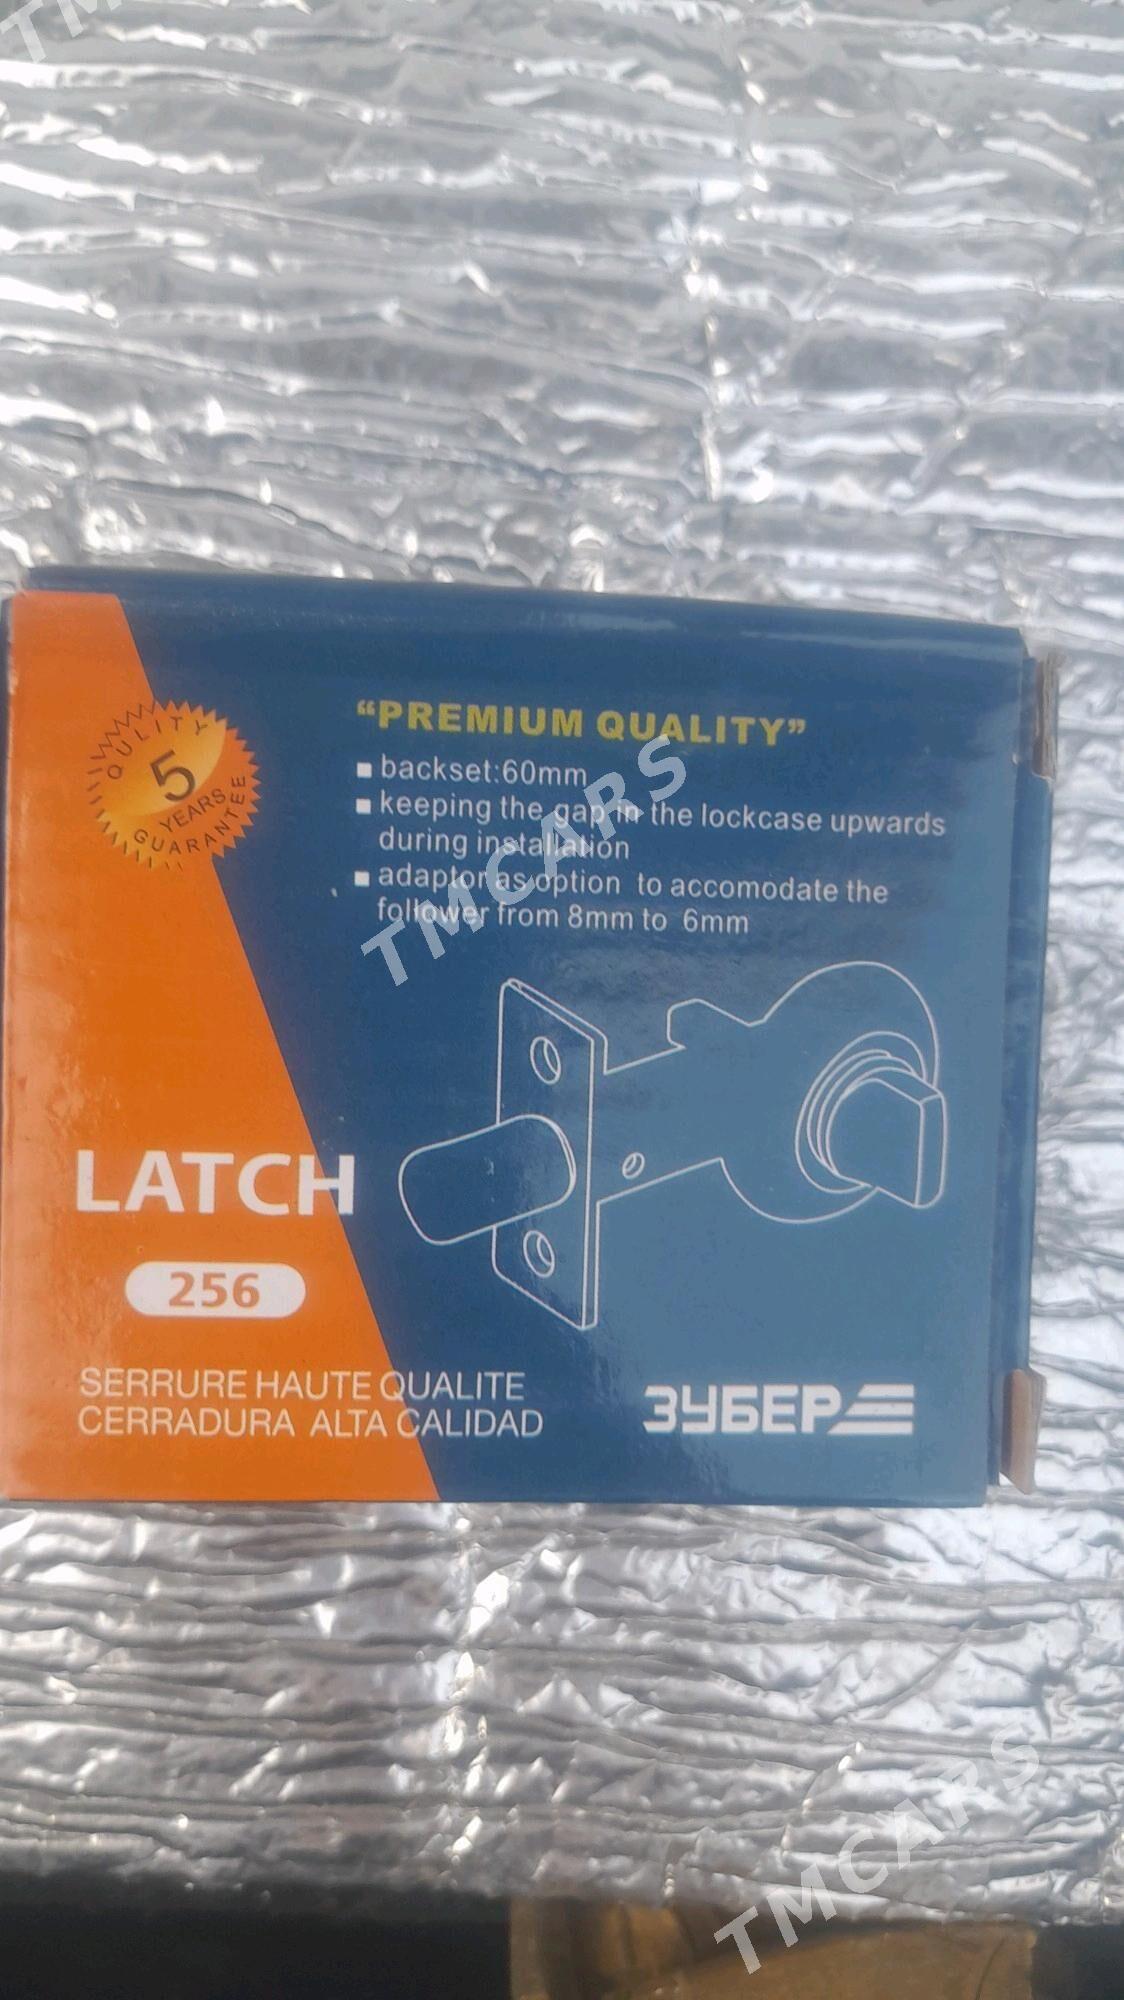 QUALITY
5
YEARS
GUARANTEE
“PREMIUM QUALITY”
backset:60mm
keeping the gap in the lockcase upwards
during installation
adaptor as option to accomodate the
follower from 8mm to 6mm
LATCH
256
SERRURE HAUTE QUALITE
CERRADURA ALTA CALIDAD
ЗУБЕР
TMCARS
TMCARS
TM